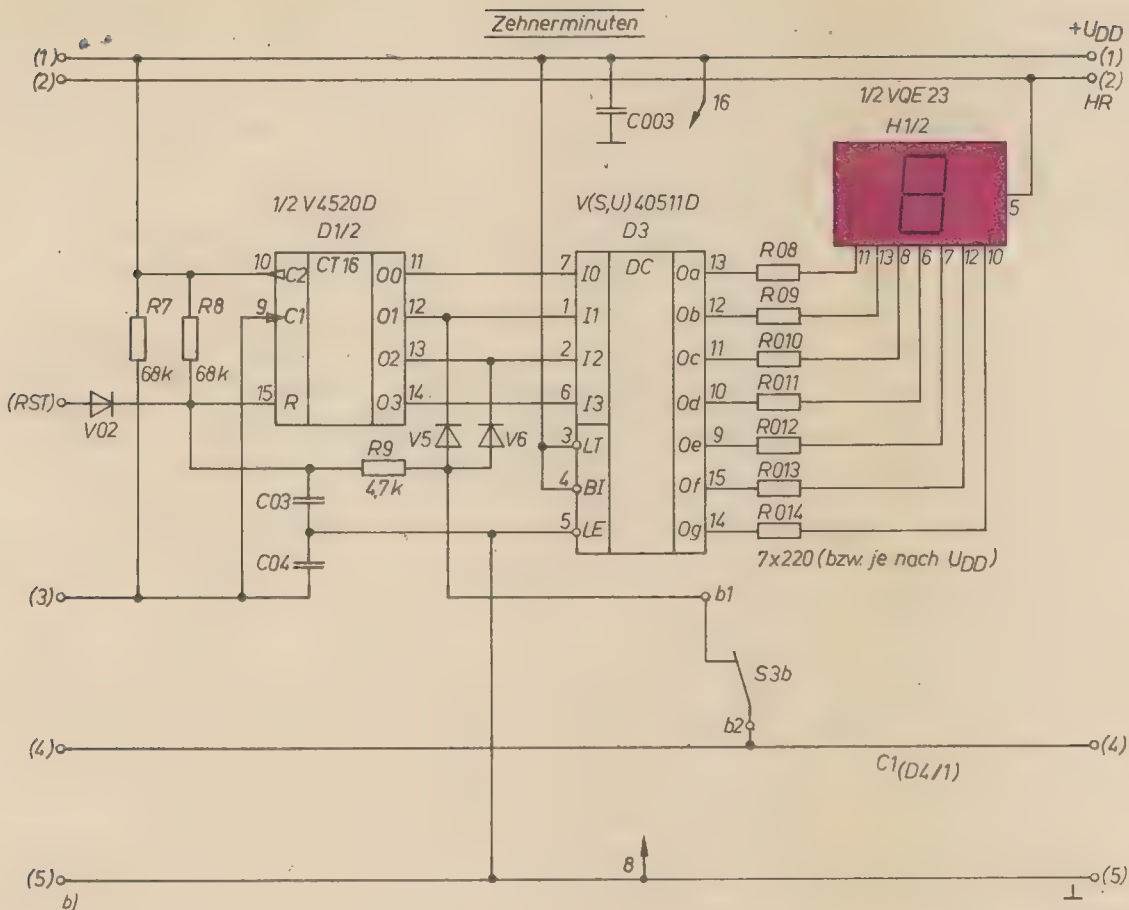 Zehnerminuten
+UDD
(1)
(1)
(2)
(2)
HR
1/2 VQE 23
H1/2
5
16
C003
11 13 8 6 7 12 10
1/2 V 4520 D
D1/2
V(S,U) 40511 D
D3
CT16
DC
10 C2
9 C1
15 R
O0 11
O1 12
O2 13
O3 14
7 I0
1 I1
2 I2
6 I3
3 LT
4 BI
5 LE
Oa 13
Ob 12
Oc 11
Od 10
Oe 9
Of 15
Og 14
R08
R09
R010
R011
R012
R013
R014
7x220 (bzw. je nach UDD)
R7
68k
R8
68k
(RST)
V02
V5
V6
R9
4,7k
C03
C04
(3)
b1
S3b
b2
(4)
(4)
C1(D4/1)
8
(5)
(5)
b)